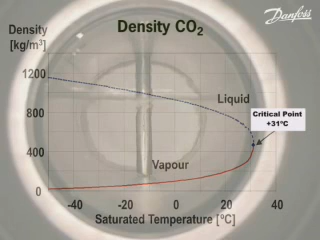 Density CO₂
Danfoss
Density
[kg/m³]
1200
800
400
0
Liquid
Critical Point
+31ºC
Vapour
-40
-20
0
20
40
Saturated Temperature [ºC]